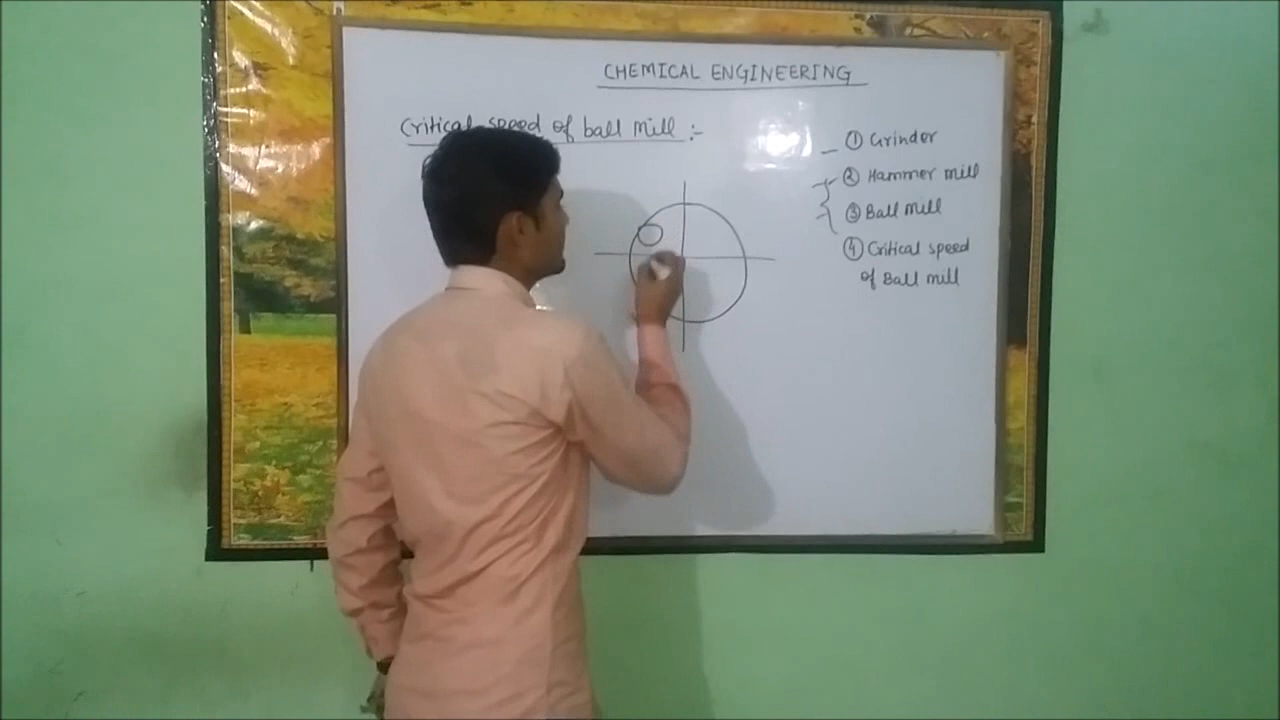 CHEMICAL ENGINEERING
Critical speed of ball mill :-
① Grinder
② Hammer mill
③ Ball mill
④ Critical speed
of Ball mill